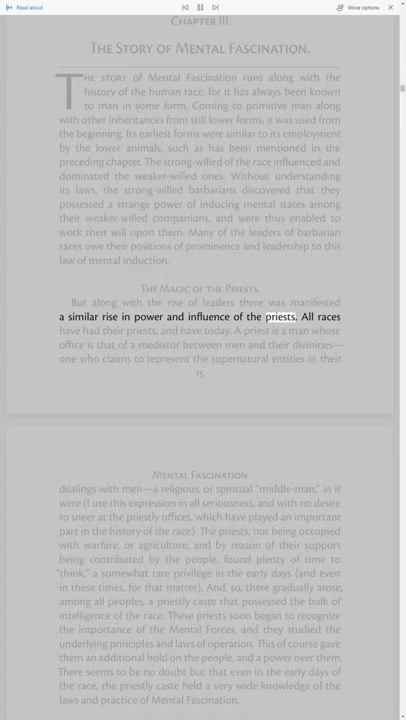 Read aloud
Voice options
CHAPTER III.
THE STORY OF MENTAL FASCINATION.
THE STORY of Mental Fascination runs along with the
history of the human race, for it has always been known
to man in some form. Coming to primitive man along
with other inheritances from still lower forms, it was used from
the beginning. Its earliest forms were similar to its employment
by the lower animals, such as has been mentioned in the
preceding chapter. The strong-willed of the race influenced and
dominated the weaker-willed ones. Without understanding
its laws, the strong-willed barbarians discovered that they
possessed a strange power of inducing mental states among
their weaker-willed companions, and were thus enabled to
work their will upon them. Many of the leaders of barbarian
races owe their positions of prominence and leadership to this
law of mental induction.
THE MAGIC OF THE PRIESTS.
But along with the rise of leaders there was manifested
a similar rise in power and influence of the priests. All races
have had their priests, and have today. A priest is a man whose
office is that of a mediator between men and their divinities—
one who claims to represent the supernatural entities in their
15
MENTAL FASCINATION
dealings with men—a religious, or spiritual "middle-man," as it
were (I use this expression in all seriousness, and with no desire
to sneer at the priestly offices, which have played an important
part in the history of the race). The priests, not being occupied
with warfare, or agriculture, and by reason of their support
being contributed by the people, found plenty of time to
"think," a somewhat rare privilege in the early days (and even
in these times, for that matter). And, so, there gradually arose,
among all peoples, a priestly caste that possessed the bulk of
intelligence of the race. These priests soon began to recognize
the importance of the Mental Forces, and they studied the
underlying principles and laws of operation. This of course gave
them an additional hold on the people, and a power over them.
There seems to be no doubt but that even in the early days of
the race, the priestly caste held a very wide knowledge of the
laws and practice of Mental Fascination.